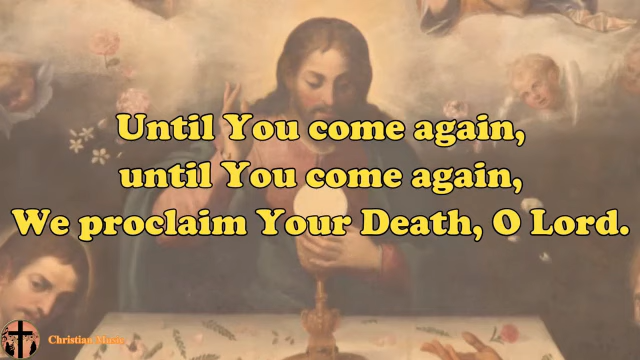 Until You come again,
until You come again,
We proclaim Your Death, O Lord.
Christian Music